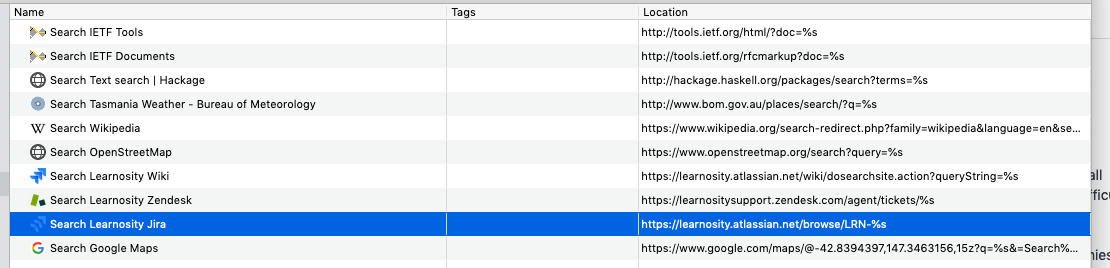 Name Tags Location
Search IETF Tools http://tools.ietf.org/html/?doc=%s
Search IETF Documents http://tools.ietf.org/rfcmarkup?doc=%s
Search Text search | Hackage http://hackage.haskell.org/packages/search?terms=%s
Search Tasmania Weather - Bureau of Meteorology http://www.bom.gov.au/places/search/?q=%s
Search Wikipedia https://www.wikipedia.org/search-redirect.php?family=wikipedia&language=en&se...
Search OpenStreetMap https://www.openstreetmap.org/search?query=%s
Search Learnosity Wiki https://learnosity.atlassian.net/wiki/dosearchsite.action?queryString=%s
Search Learnosity Zendesk https://learnositysupport.zendesk.com/agent/tickets/%s
Search Learnosity Jira https://learnosity.atlassian.net/browse/LRN-%s
Search Google Maps https://www.google.com/maps/@-42.8394397,147.3463156,15z?q=%s&=Search%...